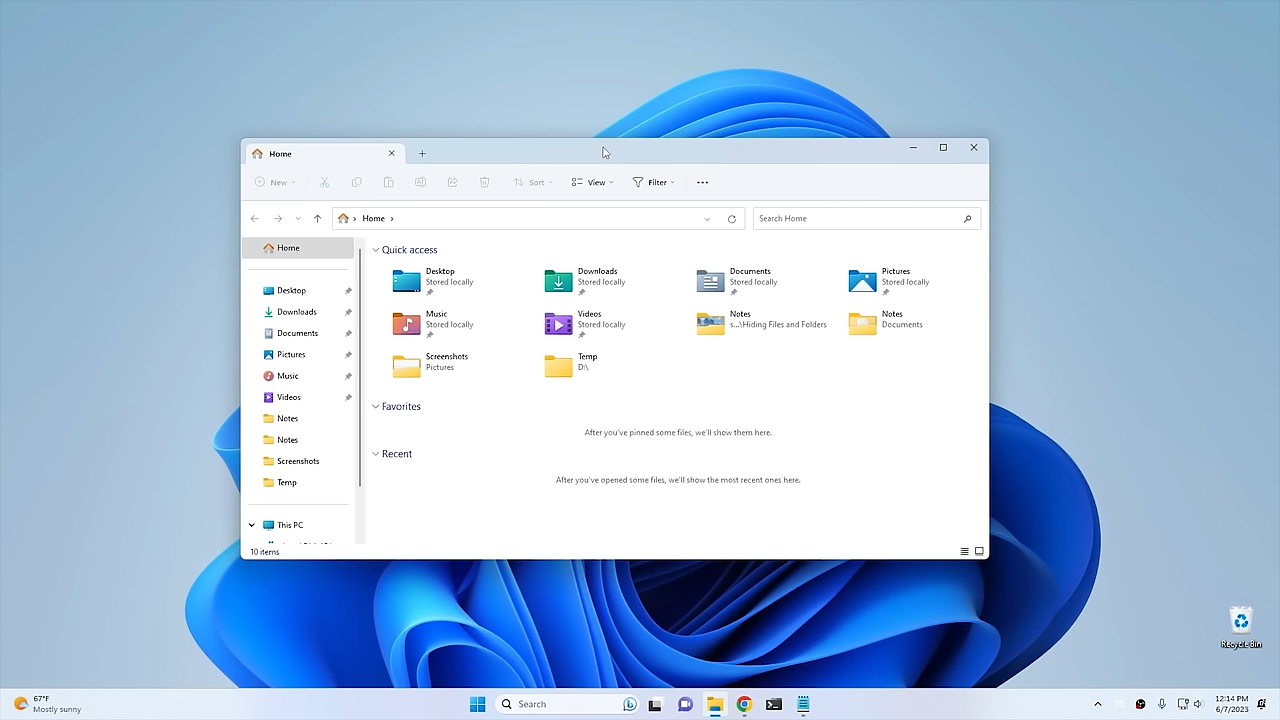 Home
New
Sort
View
Filter
Home
Search Home
Home
Desktop
Downloads
Documents
Pictures
Music
Videos
Notes
Notes
Screenshots
Temp
This PC
Quick access
Desktop
Stored locally
Downloads
Stored locally
Documents
Stored locally
Pictures
Stored locally
Music
Stored locally
Videos
Stored locally
Notes
s...\Hiding Files and Folders
Notes
Documents
Screenshots
Pictures
Temp
D:\
Favorites
After you've pinned some files, we'll show them here.
Recent
After you've opened some files, we'll show the most recent ones here.
10 items
Recycle Bin
67°F
Mostly sunny
Search
12:14 PM
6/7/2023